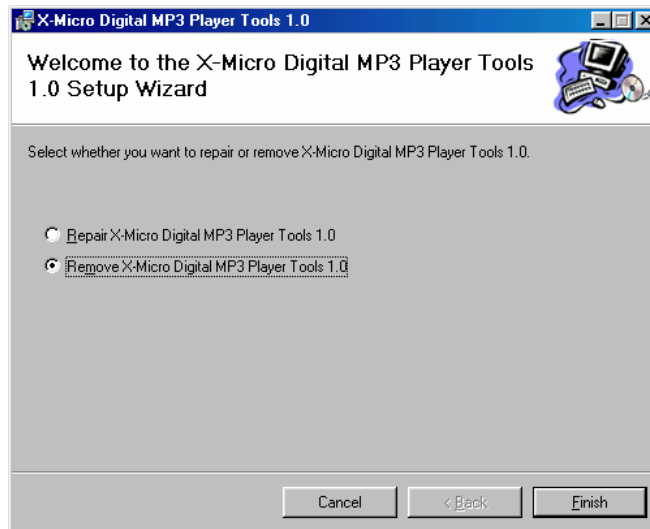 X-Micro Digital MP3 Player Tools 1.0
Welcome to the X-Micro Digital MP3 Player Tools
1.0 Setup Wizard
Select whether you want to repair or remove X-Micro Digital MP3 Player Tools 1.0.
Repair X-Micro Digital MP3 Player Tools 1.0
Remove X-Micro Digital MP3 Player Tools 1.0
Cancel < Back Finish